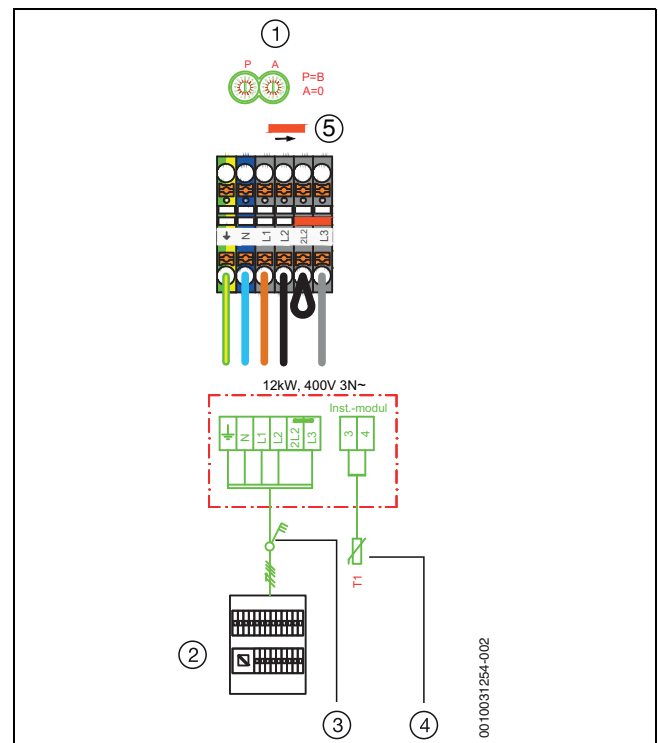 1
P A
P=B
A=0
5
N L1 L2 2L2 L3
12kW, 400V 3N~
Inst.-modul
N L1 L2 2L2 L3 3 4
T1
2
3 4
0010031254-002